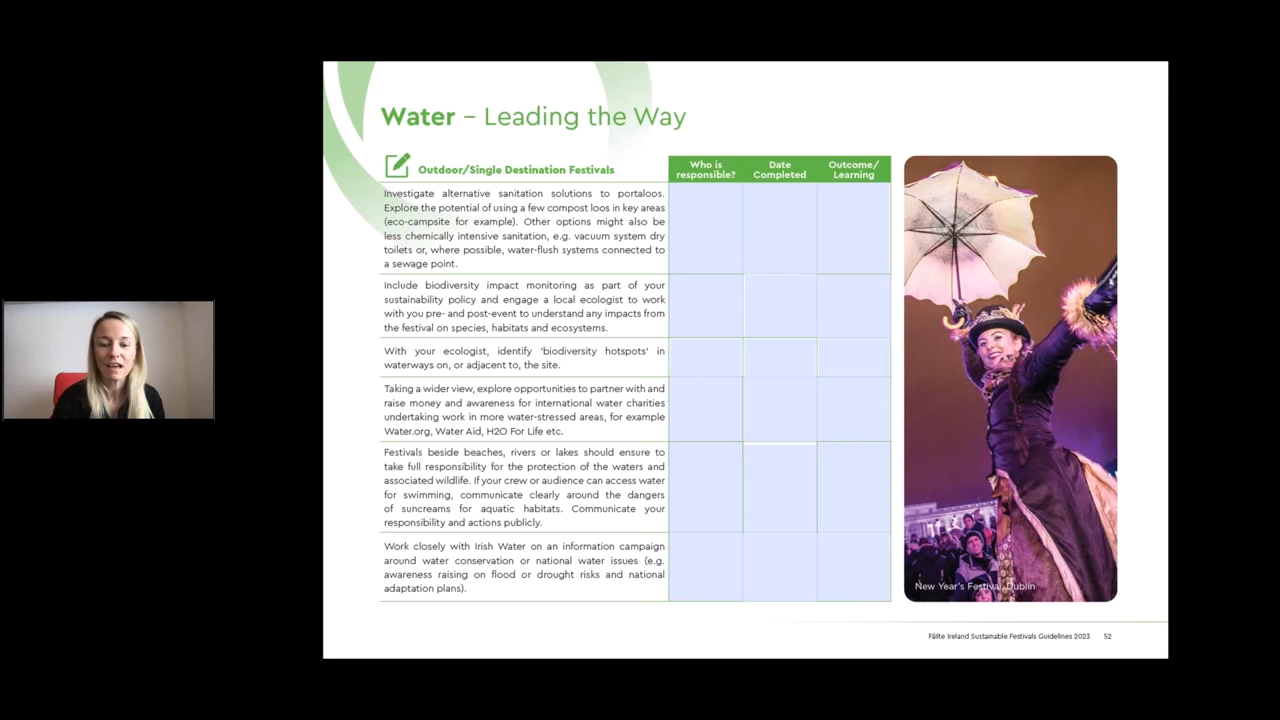 Water – Leading the Way
Outdoor/Single Destination Festivals
Who is
responsible?
Date
Completed
Outcome/
Learning
Investigate alternative sanitation solutions to portaloos.
Explore the potential of using a few compost loos in key areas
(eco-campsite for example). Other options might also be
less chemically intensive sanitation, e.g. vacuum system dry
toilets or, where possible, water-flush systems connected to
a sewage point.
Include biodiversity impact monitoring as part of your
sustainability policy and engage a local ecologist to work
with you pre- and post-event to understand any impacts from
the festival on species, habitats and ecosystems.
With your ecologist, identify 'biodiversity hotspots' in
waterways on, or adjacent to, the site.
Taking a wider view, explore opportunities to partner with and
raise money and awareness for international water charities
undertaking work in more water-stressed areas, for example
Water.org, Water Aid, H2O For Life etc.
Festivals beside beaches, rivers or lakes should ensure to
take full responsibility for the protection of the waters and
associated wildlife. If your crew or audience can access water
for swimming, communicate clearly around the dangers
of suncreams for aquatic habitats. Communicate your
responsibility and actions publicly.
Work closely with Irish Water on an information campaign
around water conservation or national water issues (e.g.
awareness raising on flood or drought risks and national
adaptation plans).
New Year's Festival, Dublin
Fáilte Ireland Sustainable Festivals Guidelines 2023 52